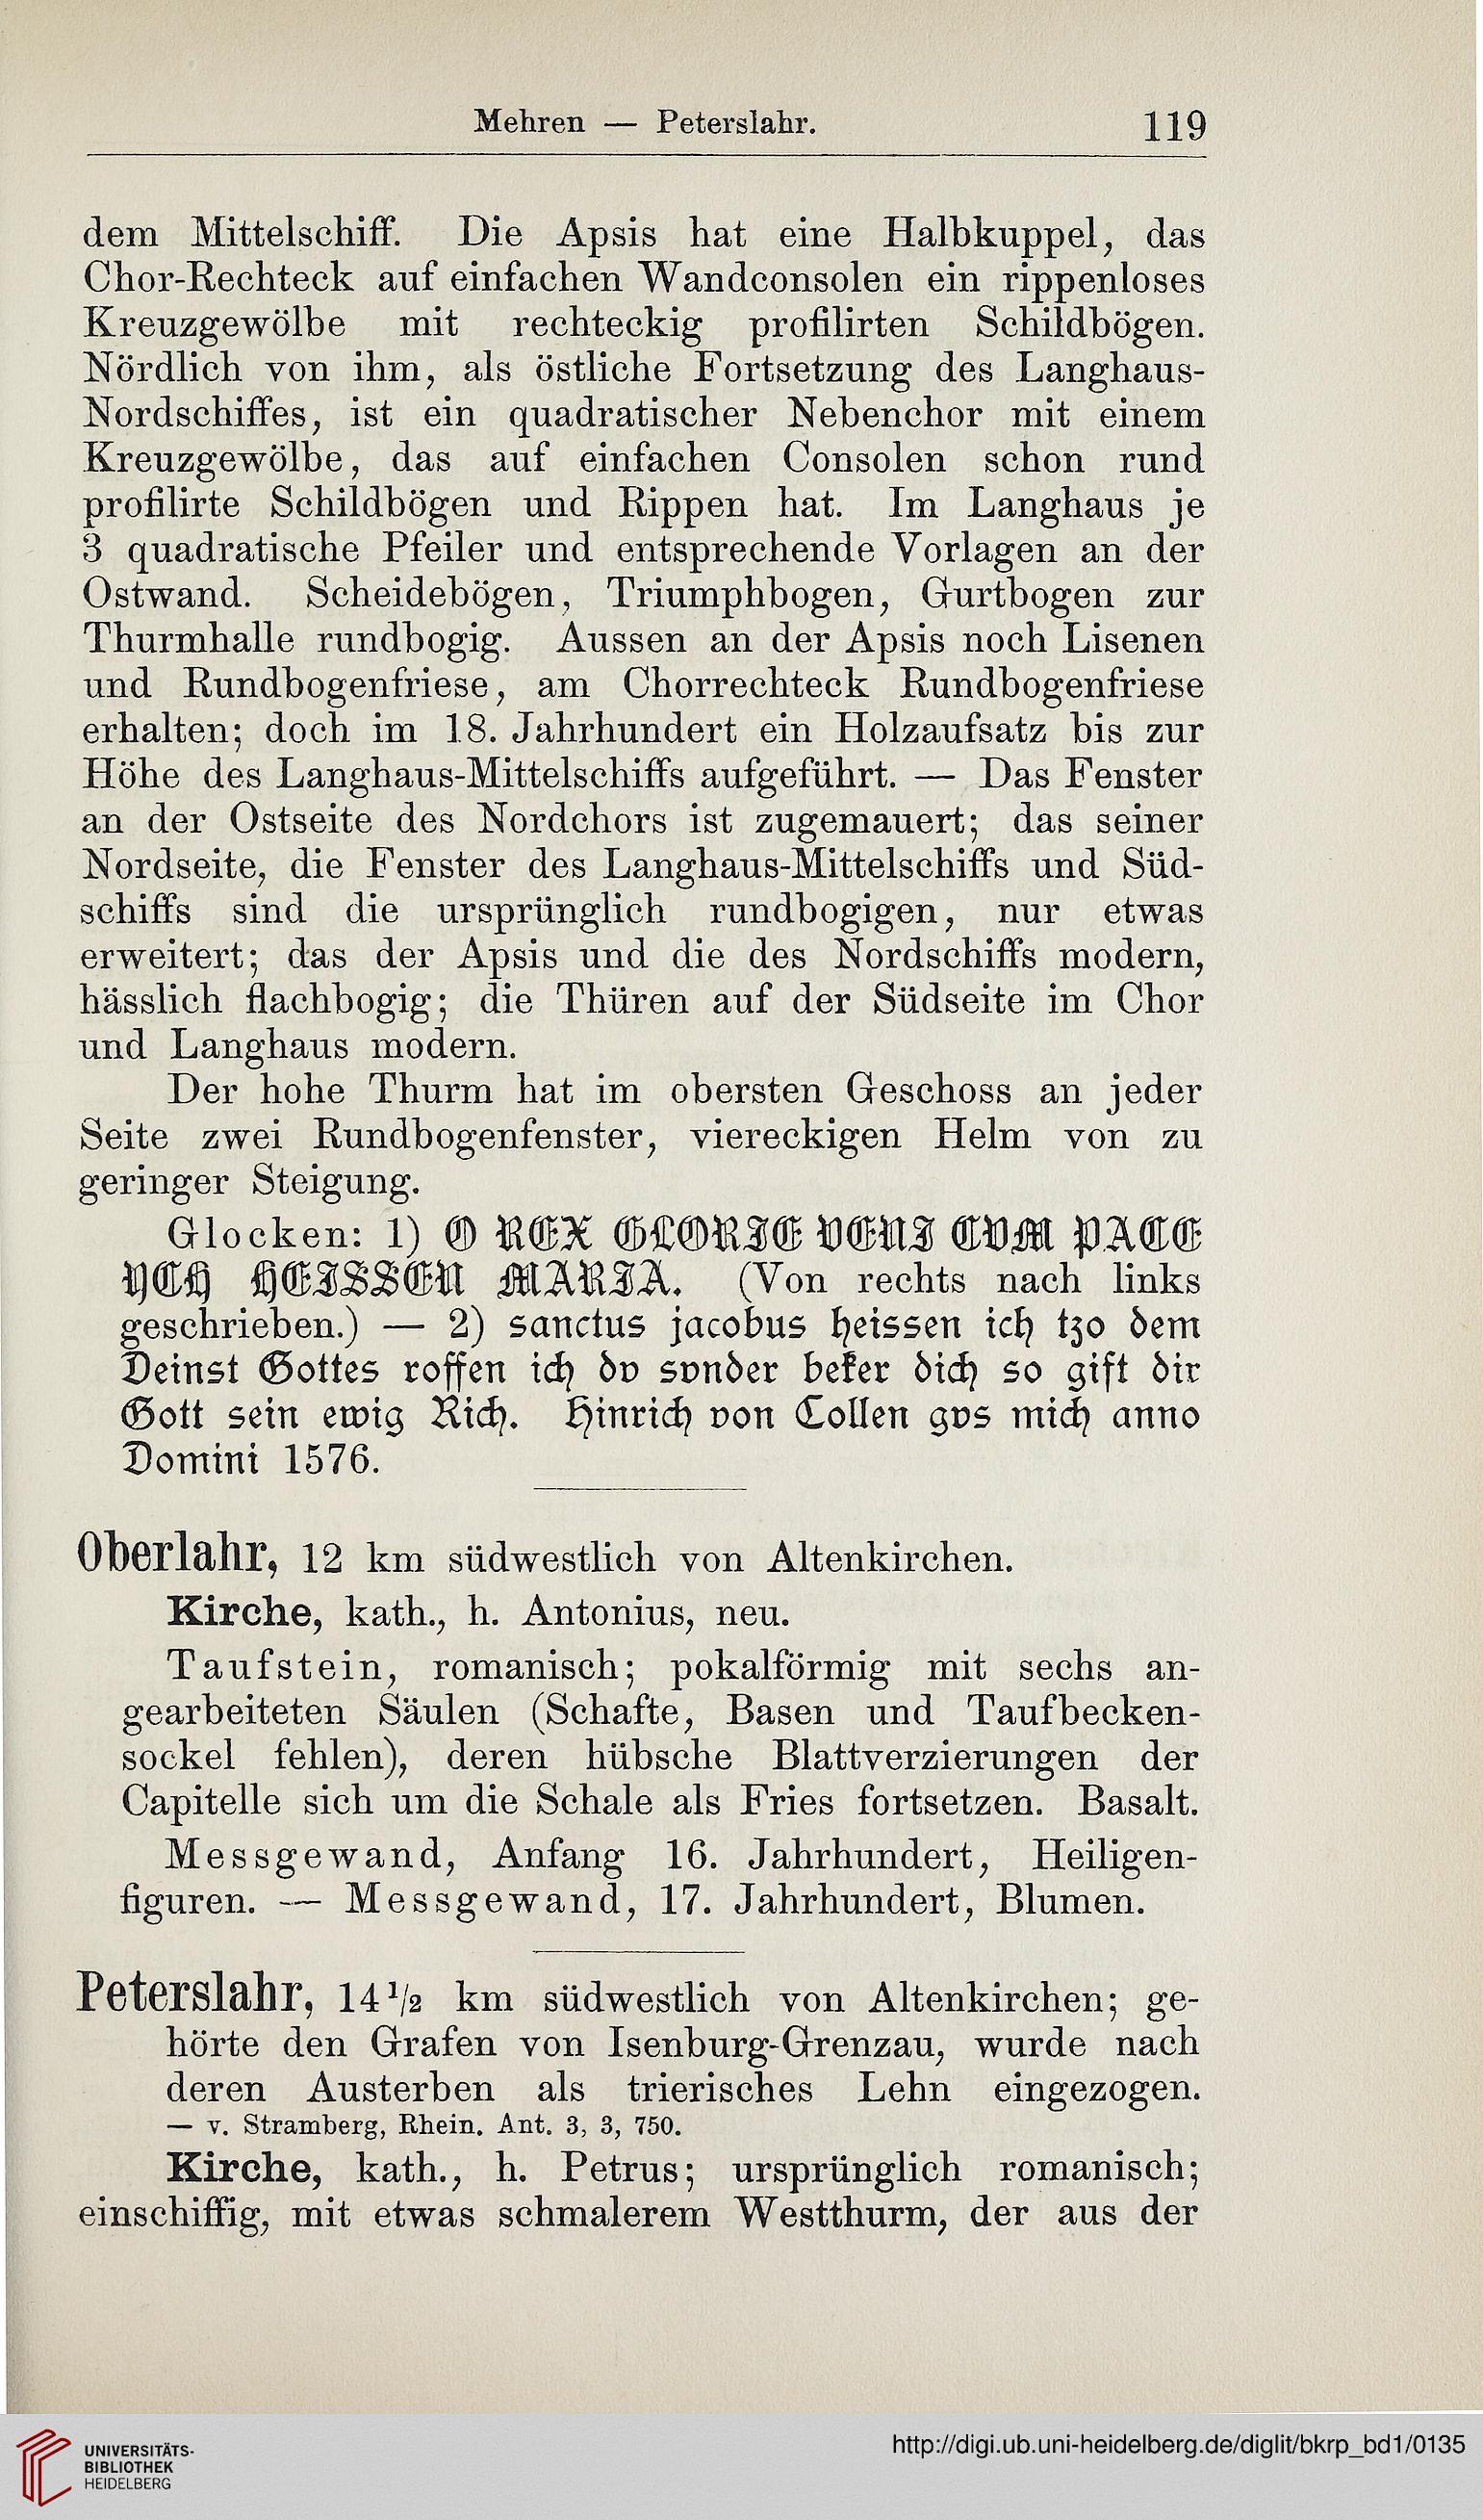 Mehren — Peterslahr. 119
dem Mittelschiff. Die Apsis hat eine Halbkuppel, das
Chor-Rechteck auf einfachen Wandconsolen ein rippenloses
Kreuzgewölbe mit rechteckig profilirten Schildbögen.
Nördlich von ihm, als östliche Fortsetzung des Langhaus-
Nordschiffes, ist ein quadratischer Nebenchor mit einem
Kreuzgewölbe, das auf einfachen Consolen schon rund
profilirte Schildbögen und Rippen hat. Im Langhaus je
3 quadratische Pfeiler und entsprechende Vorlagen an der
Ostwand. Scheidebögen, Triumphbogen, Gurtbogen zur
Thurmhalle rundbogig. Aussen an der Apsis noch Lisenen
und Rundbogenfriese, am Chorrechteck Rundbogenfriese
erhalten; doch im 18. Jahrhundert ein Holzaufsatz bis zur
Höhe des Langhaus-Mittelschiffs aufgeführt. — Das Fenster
an der Ostseite des Nordchors ist zugemauert; das seiner
Nordseite, die Fenster des Langhaus-Mittelschiffs und Süd-
schiffs sind die ursprünglich rundbogigen, nur etwas
erweitert; das der Apsis und die des Nordschiffs modern,
hässlich flachbogig; die Thüren auf der Südseite im Chor
und Langhaus modern.
Der hohe Thurm hat im obersten Geschoss an jeder
Seite zwei Rundbogenfenster, viereckigen Helm von zu
geringer Steigung.
Glocken: 1) O REX GLORIE VENI CVM PACE
YCH HEISSEN MARIA. (Von rechts nach links
geschrieben.) — 2) sanctus jacobus heissen ich tzo dem
Deinst Gottes roffen ich dv svnder beker dich so gift dir
Gott sein ewig Rich. Hinrich von Collen gvs mich anno
Domini 1576.
Oberlahr, 12 km südwestlich von Altenkirchen.
Kirche, kath., h. Antonius, neu.
Taufstein, romanisch; pokalförmig mit sechs an-
gearbeiteten Säulen (Schafte, Basen und Taufbecken-
sockel fehlen), deren hübsche Blattverzierungen der
Capitelle sich um die Schale als Fries fortsetzen. Basalt.
Messgewand, Anfang 16. Jahrhundert, Heiligen-
figuren. — Messgewand, 17. Jahrhundert, Blumen.
Peterslahr, 14½ km südwestlich von Altenkirchen; ge-
hörte den Grafen von Isenburg-Grenzau, wurde nach
deren Austerben als trierisches Lehn eingezogen.
— v. Stramberg, Rhein. Ant. 3, 3, 750.
Kirche, kath., h. Petrus; ursprünglich romanisch;
einschiffig, mit etwas schmalerem Westthurm, der aus der
UNIVERSITÄTS-
BIBLIOTHEK
HEIDELBERG
http://digi.ub.uni-heidelberg.de/diglit/bkrp_bd1/0135